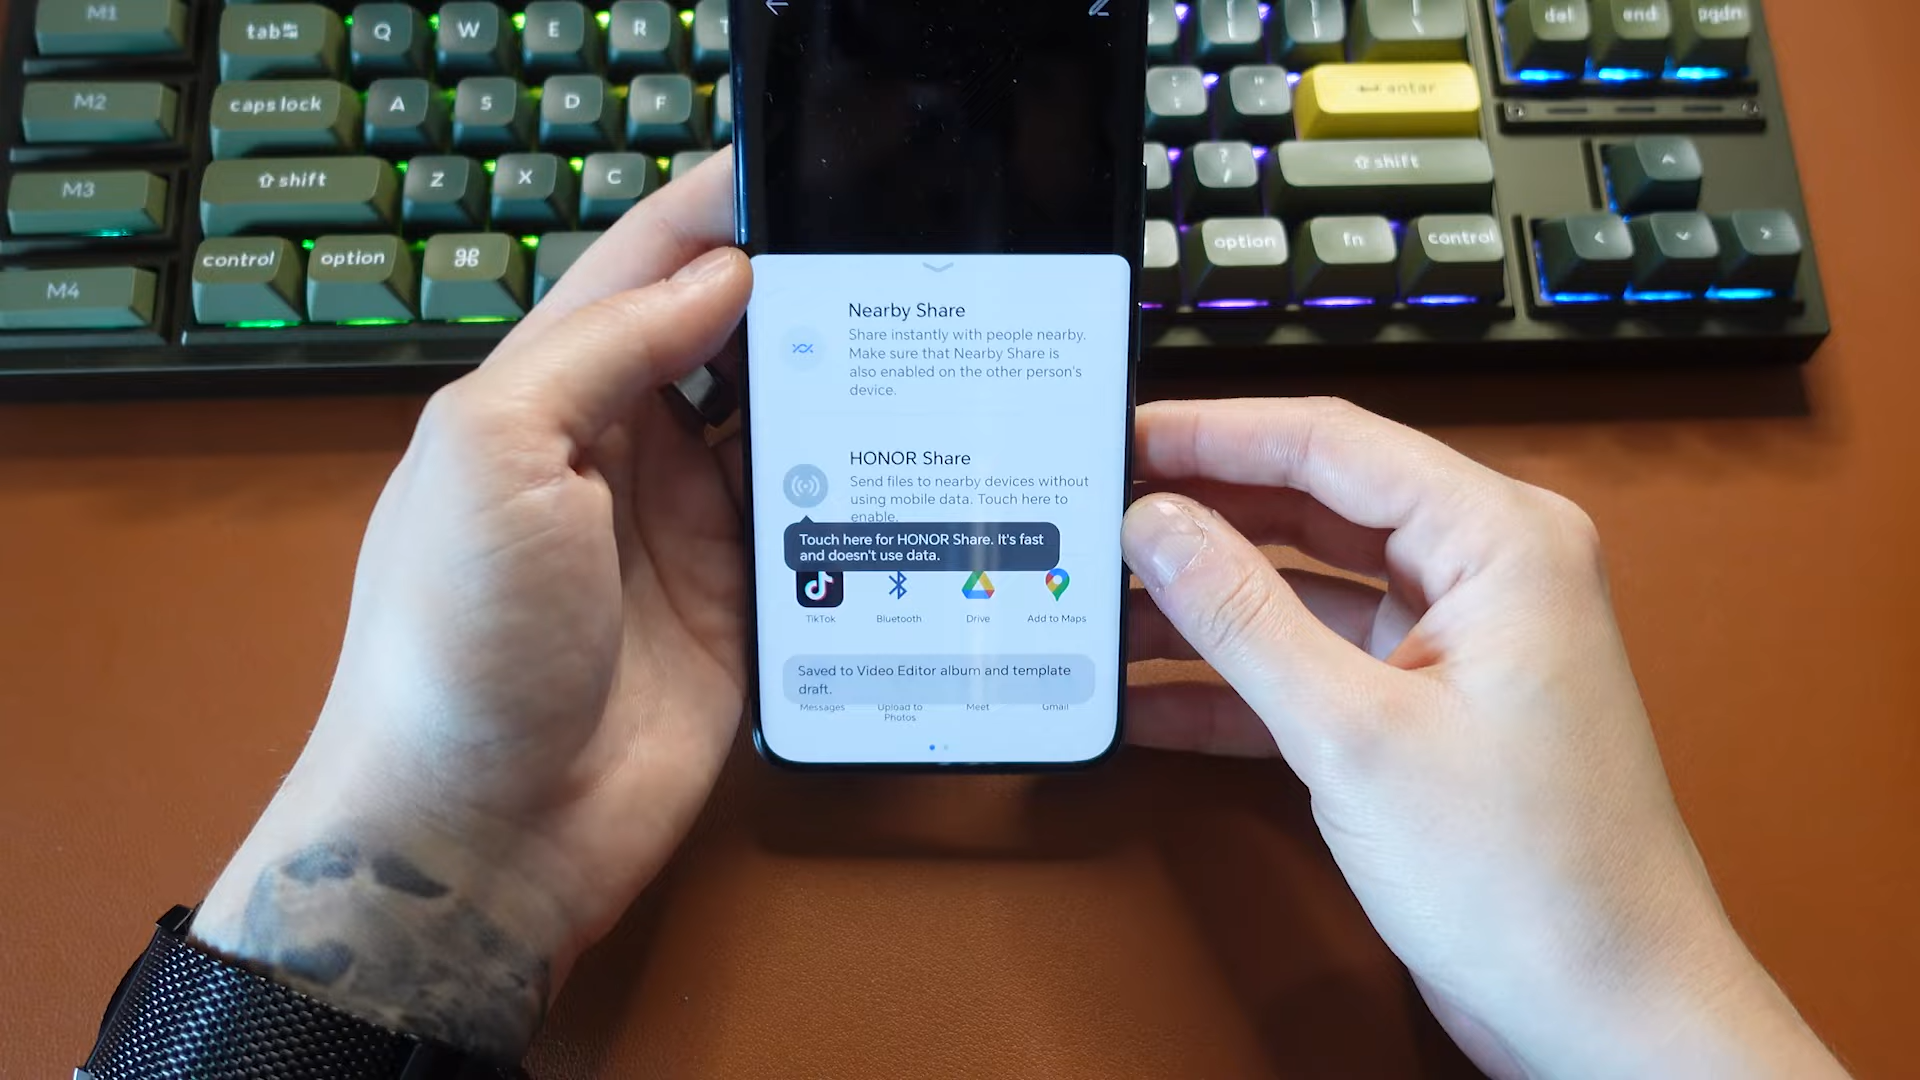 M1
tab
Q
W
E
R
T
del
end
pgdn
M2
caps lock
A
S
D
F
enter
M3
shift
Z
X
C
?
shift
M4
control
option
⌘
option
fn
control
Nearby Share
Share instantly with people nearby.
Make sure that Nearby Share is
also enabled on the other person's
device.
HONOR Share
Send files to nearby devices without
using mobile data. Touch here to
enable.
Touch here for HONOR Share. It's fast
and doesn't use data.
TikTok
Bluetooth
Drive
Add to Maps
Saved to Video Editor album and template
draft.
Messages
Upload to
Photos
Meet
Gmail